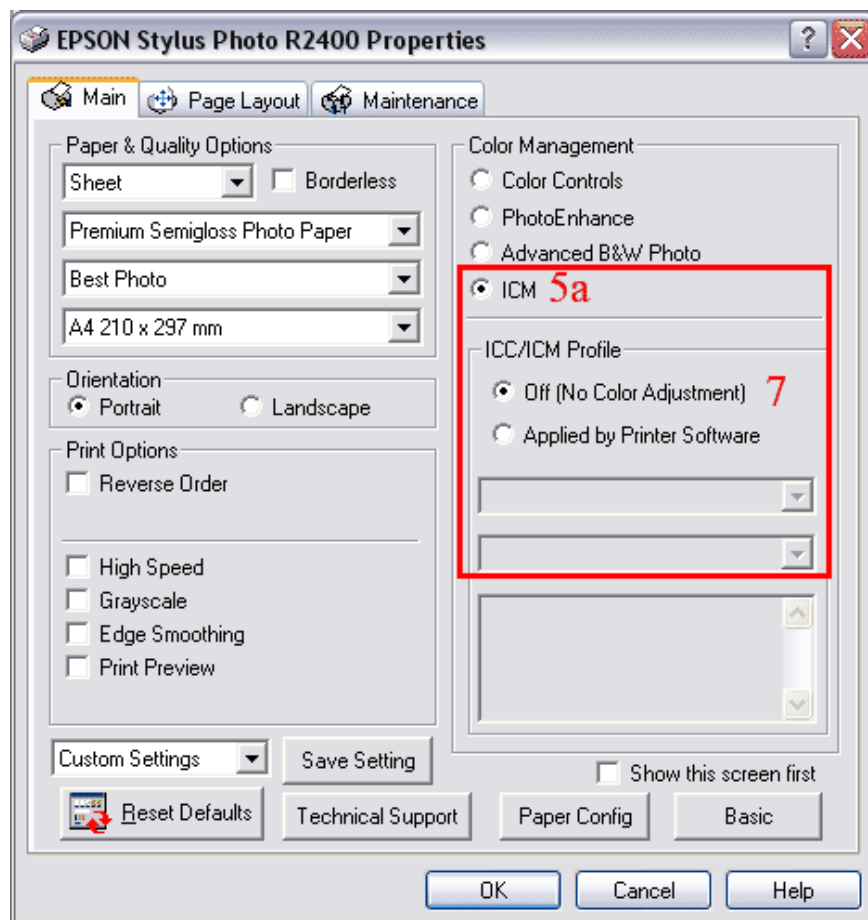 EPSON Stylus Photo R2400 Properties
Main
Page Layout
Maintenance
Paper & Quality Options
Sheet
Borderless
Premium Semigloss Photo Paper
Best Photo
A4 210 x 297 mm
Orientation
Portrait
Landscape
Print Options
Reverse Order
High Speed
Grayscale
Edge Smoothing
Print Preview
Color Management
Color Controls
PhotoEnhance
Advanced B&W Photo
ICM 5a
ICC/ICM Profile
Off (No Color Adjustment) 7
Applied by Printer Software
Custom Settings
Save Setting
Show this screen first
Reset Defaults
Technical Support
Paper Config
Basic
OK
Cancel
Help